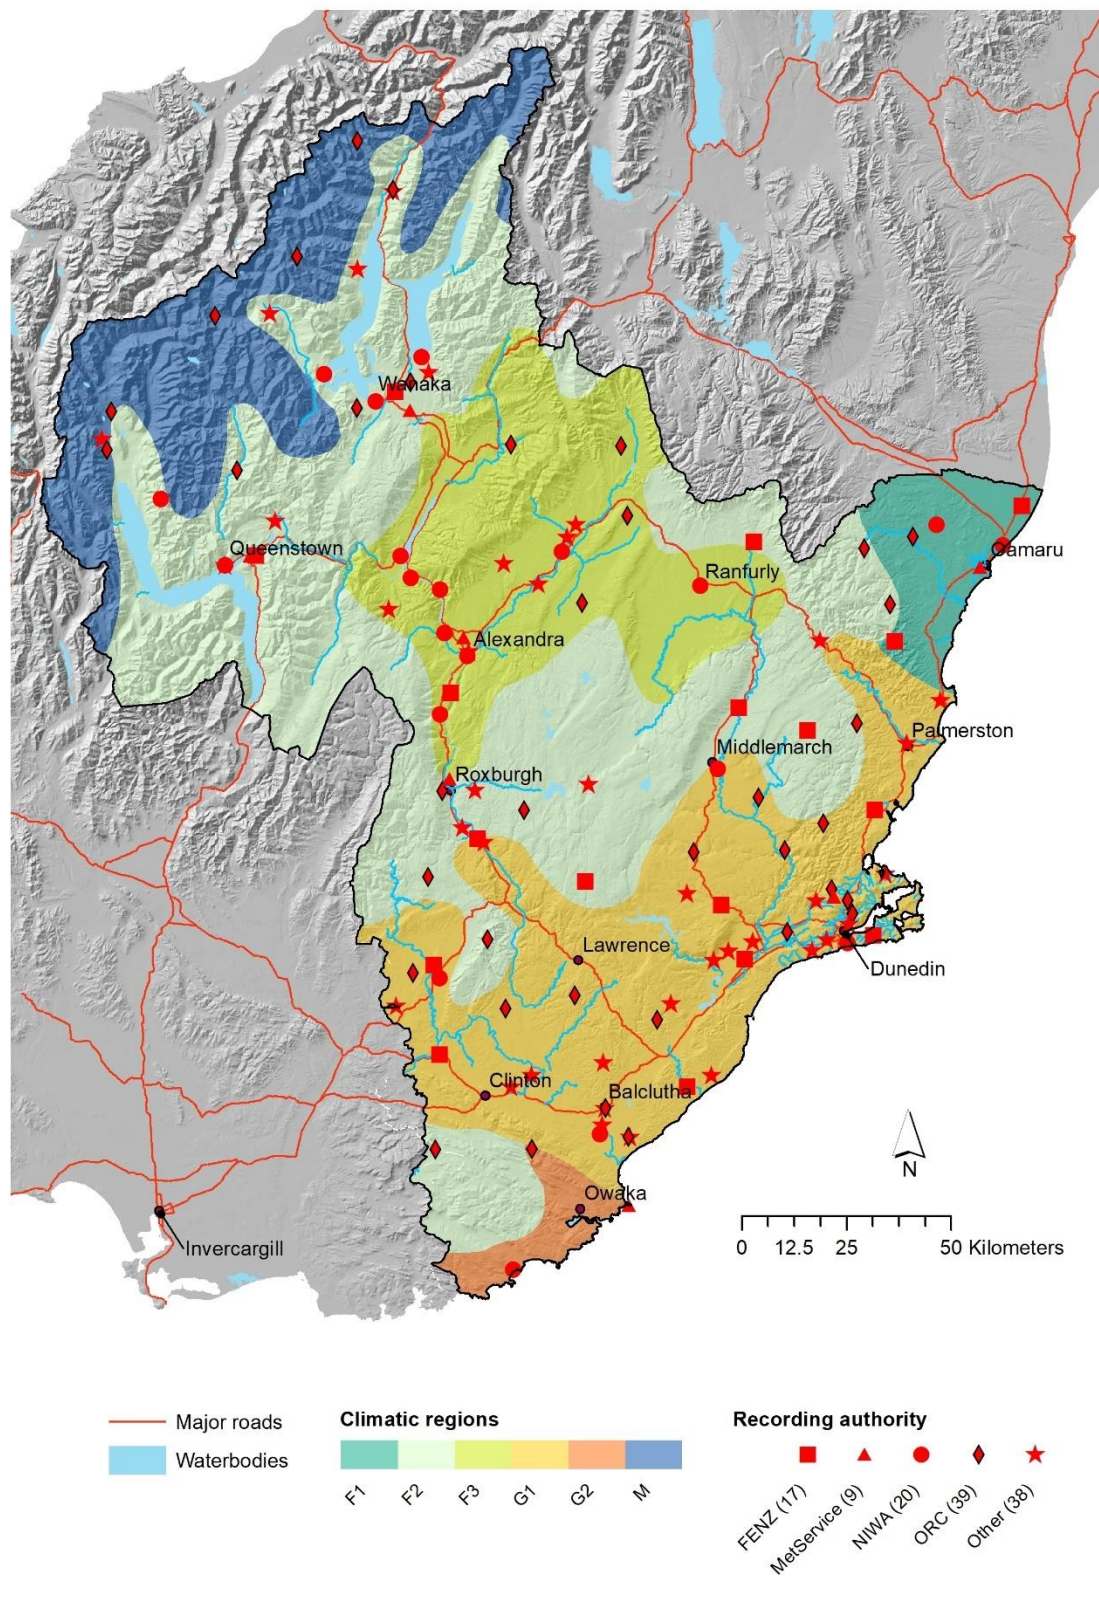 Wanaka
Queenstown
Ranfurly
Oamaru
Alexandra
Palmerston
Middlemarch
Roxburgh
Lawrence
Dunedin
Clinton
Balclutha
Owaka
Invercargill
N
0 12.5 25 50 Kilometers
Major roads
Waterbodies
Climatic regions
F1 F2 F3 G1 G2 M
Recording authority
FENZ (17)
MetService (9)
NIWA (20)
ORC (39)
Other (38)